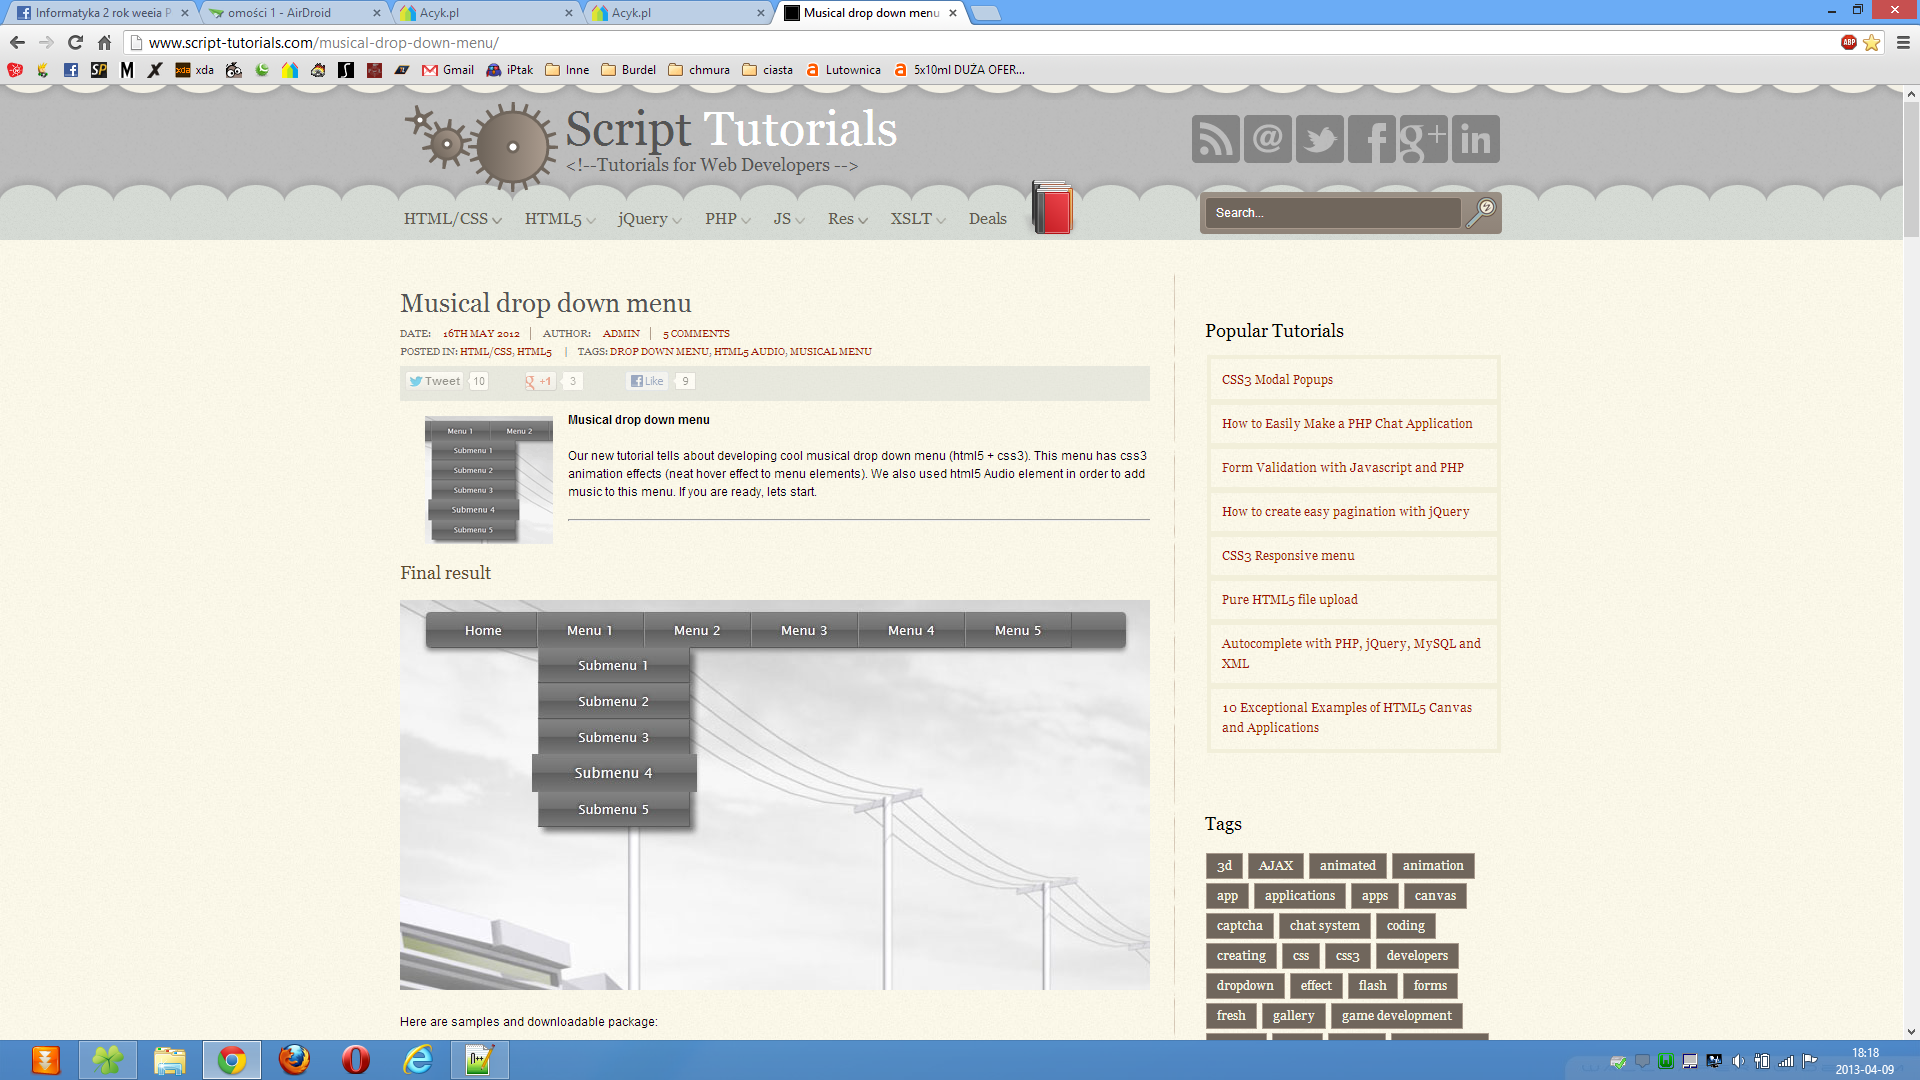 Informatyka 2 rok weeia P
omości 1 - AirDroid
Acyk.pl
Acyk.pl
Musical drop down menu
www.script-tutorials.com/musical-drop-down-menu/
ABP
SP M X xda xda Gmail iPtak Inne Burdel chmura ciasta Lutownica 5x10ml DUŻA OFER...
Script Tutorials
<!--Tutorials for Web Developers -->
HTML/CSS HTML5 jQuery PHP JS Res XSLT Deals
Search...
Musical drop down menu
DATE: 16TH MAY 2012 | AUTHOR: ADMIN | 5 COMMENTS
POSTED IN: HTML/CSS, HTML5 | TAGS: DROP DOWN MENU, HTML5 AUDIO, MUSICAL MENU
Tweet 10 +1 3 Like 9
Menu 1 Menu 2
Submenu 1
Submenu 2
Submenu 3
Submenu 4
Submenu 5
Musical drop down menu
Our new tutorial tells about developing cool musical drop down menu (html5 + css3). This menu has css3
animation effects (neat hover effect to menu elements). We also used html5 Audio element in order to add
music to this menu. If you are ready, lets start.
Final result
Home Menu 1 Menu 2 Menu 3 Menu 4 Menu 5
Submenu 1
Submenu 2
Submenu 3
Submenu 4
Submenu 5
Here are samples and downloadable package:
Popular Tutorials
CSS3 Modal Popups
How to Easily Make a PHP Chat Application
Form Validation with Javascript and PHP
How to create easy pagination with jQuery
CSS3 Responsive menu
Pure HTML5 file upload
Autocomplete with PHP, jQuery, MySQL and
XML
10 Exceptional Examples of HTML5 Canvas
and Applications
Tags
3d AJAX animated animation
app applications apps canvas
captcha chat system coding
creating css css3 developers
dropdown effect flash forms
fresh gallery game development
18:18
2013-04-09